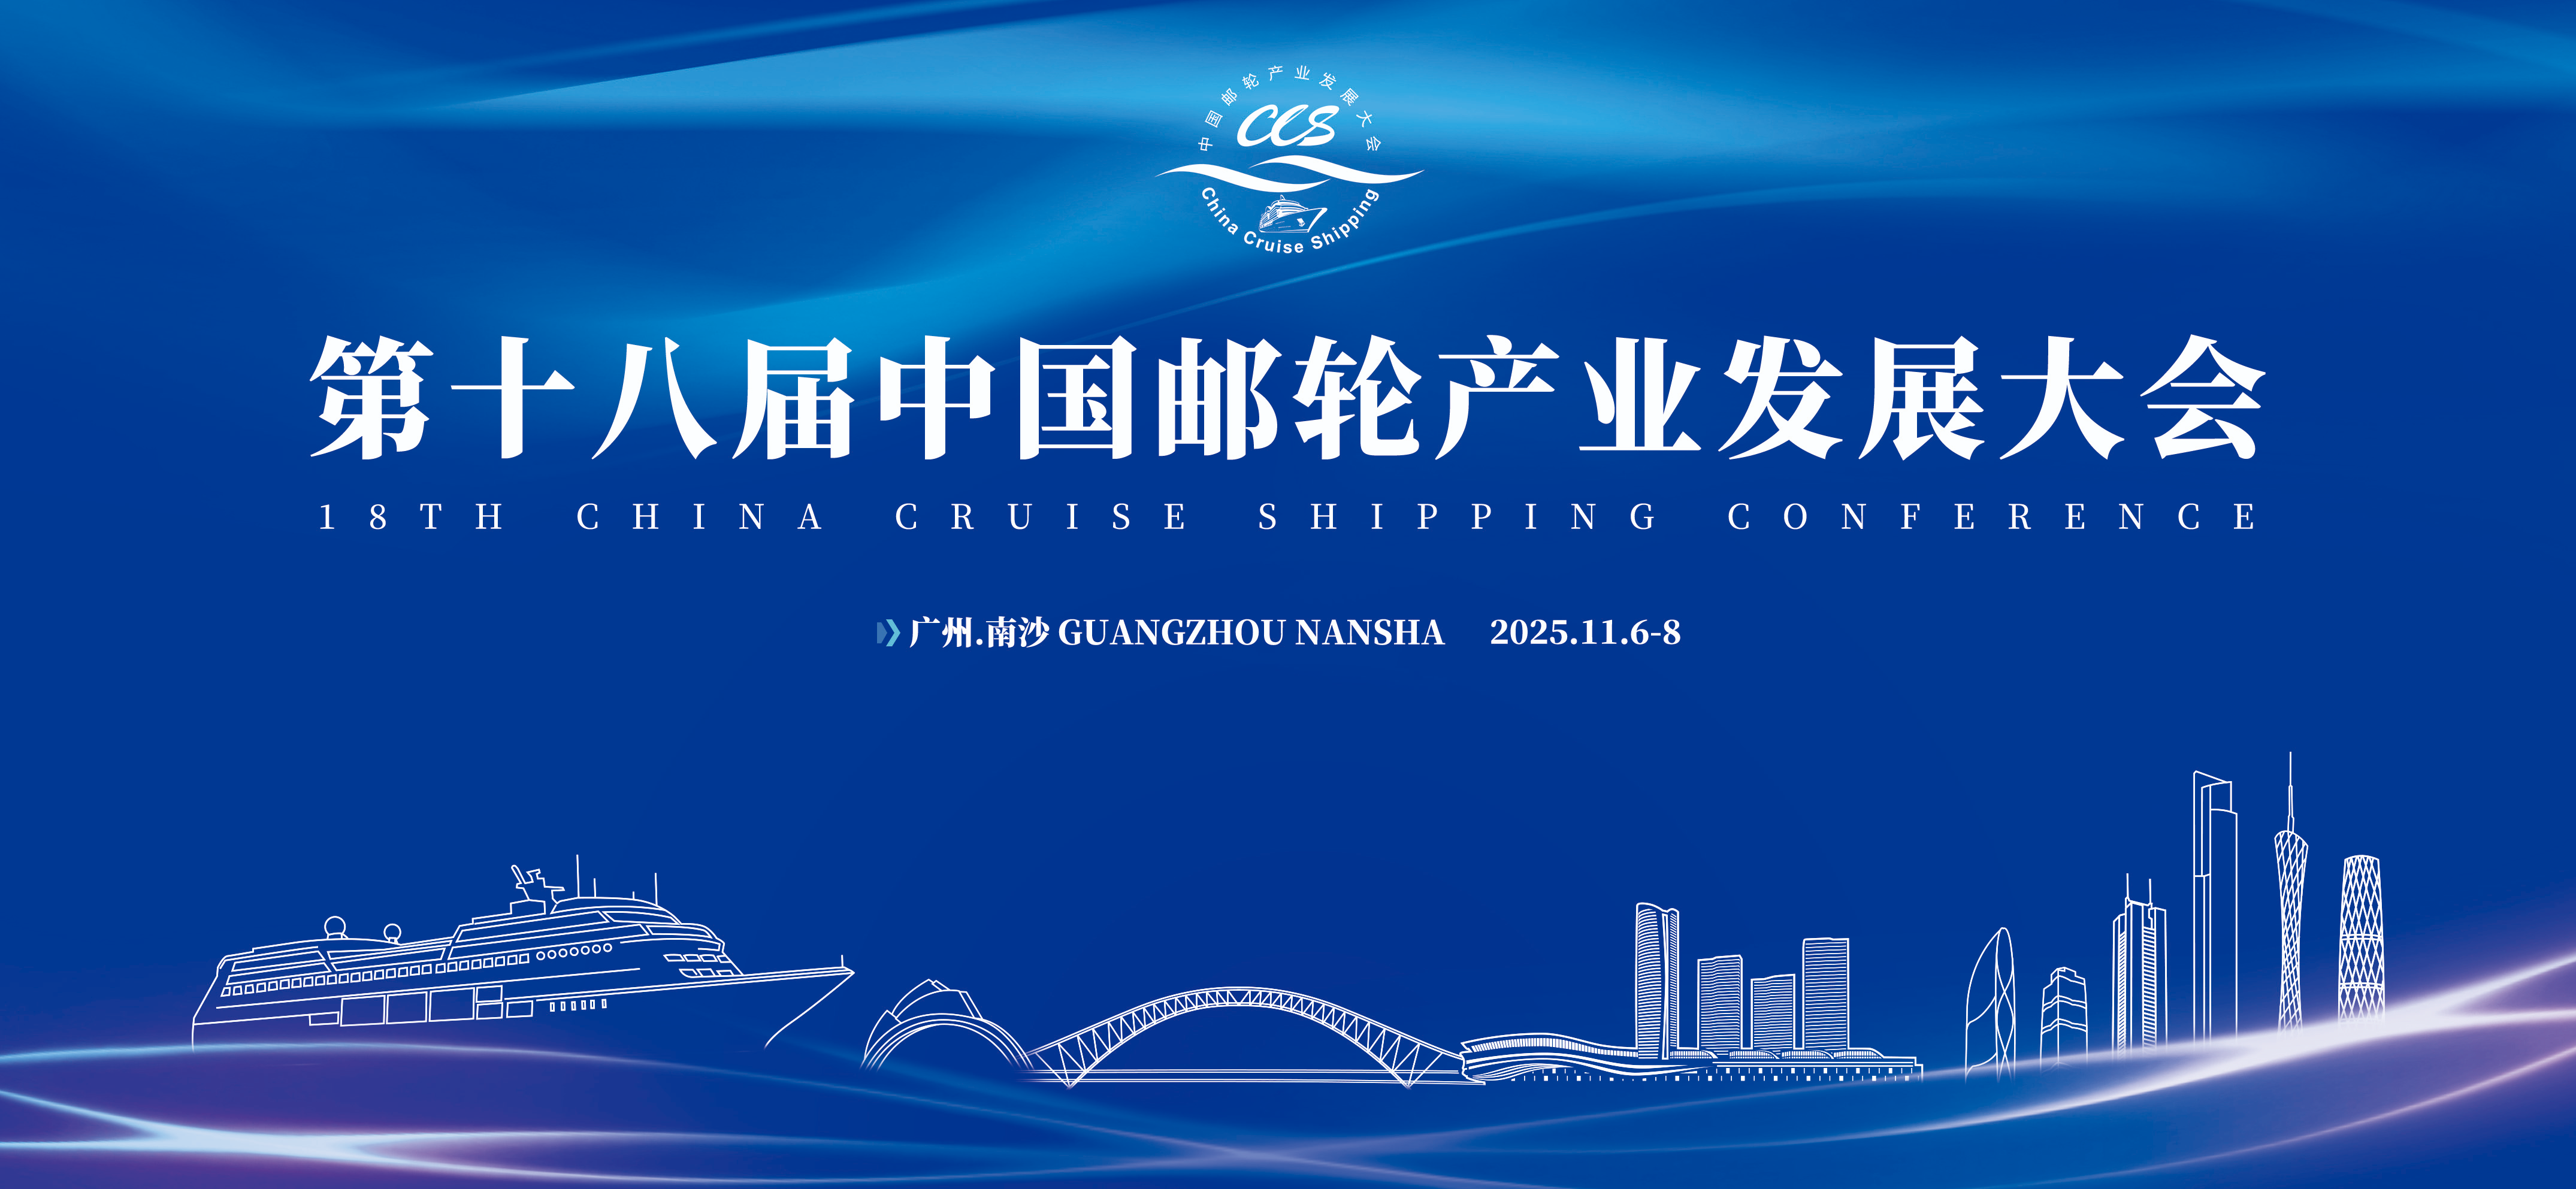 中国邮轮产业发展大会
CCS
China Cruise Shipping
第十八届中国邮轮产业发展大会
18TH CHINA CRUISE SHIPPING CONFERENCE
广州.南沙 GUANGZHOU NANSHA 2025.11.6-8